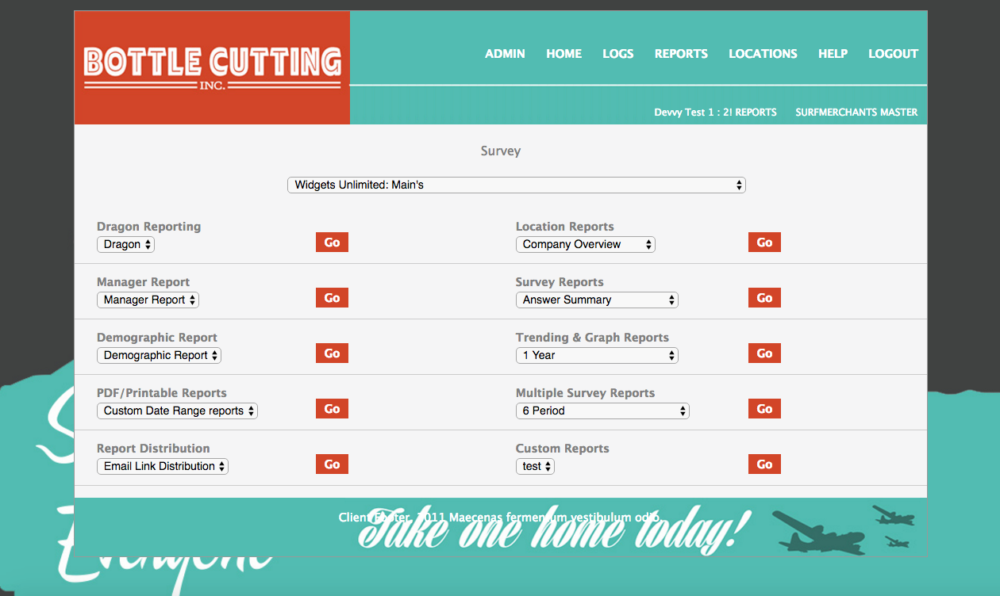 BOTTLE CUTTING
INC.
ADMIN HOME LOGS REPORTS LOCATIONS HELP LOGOUT
Devvy Test 1 : 2! REPORTS SURFMERCHANTS MASTER
Survey
Widgets Unlimited: Main's
Dragon Reporting
Dragon
Go
Location Reports
Company Overview
Go
Manager Report
Manager Report
Go
Survey Reports
Answer Summary
Go
Demographic Report
Demographic Report
Go
Trending & Graph Reports
1 Year
Go
PDF/Printable Reports
Custom Date Range reports
Go
Multiple Survey Reports
6 Period
Go
Report Distribution
Email Link Distribution
Go
Custom Reports
test
Go
Client Footer. 2011 Maecenas fermentum vestibulum odio.
Take one home today!
Everyone